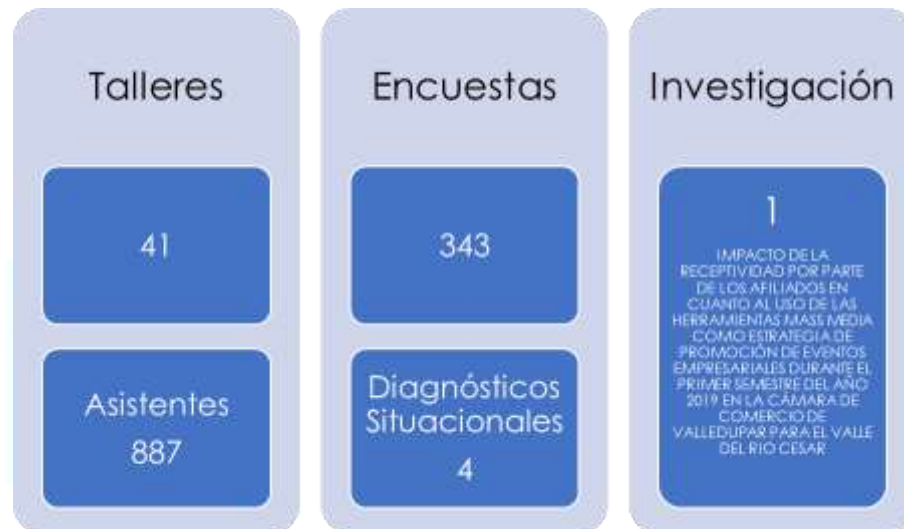 Talleres
41
Asistentes
887
Encuestas
343
Diagnósticos
Situacionales
4
Investigación
1
IMPACTO DE LA
RECEPTIVIDAD POR PARTE
DE LOS AFILIADOS EN
CUANTO AL USO DE LAS
HERRAMIENTAS MASS MEDIA
COMO ESTRATEGIA DE
PROMOCIÓN DE EVENTOS
EMPRESARIALES DURANTE EL
PRIMER SEMESTRE DEL AÑO
2019 EN LA CÁMARA DE
COMERCIO DE
VALLEDUPAR PARA EL VALLE
DEL RIO CESAR